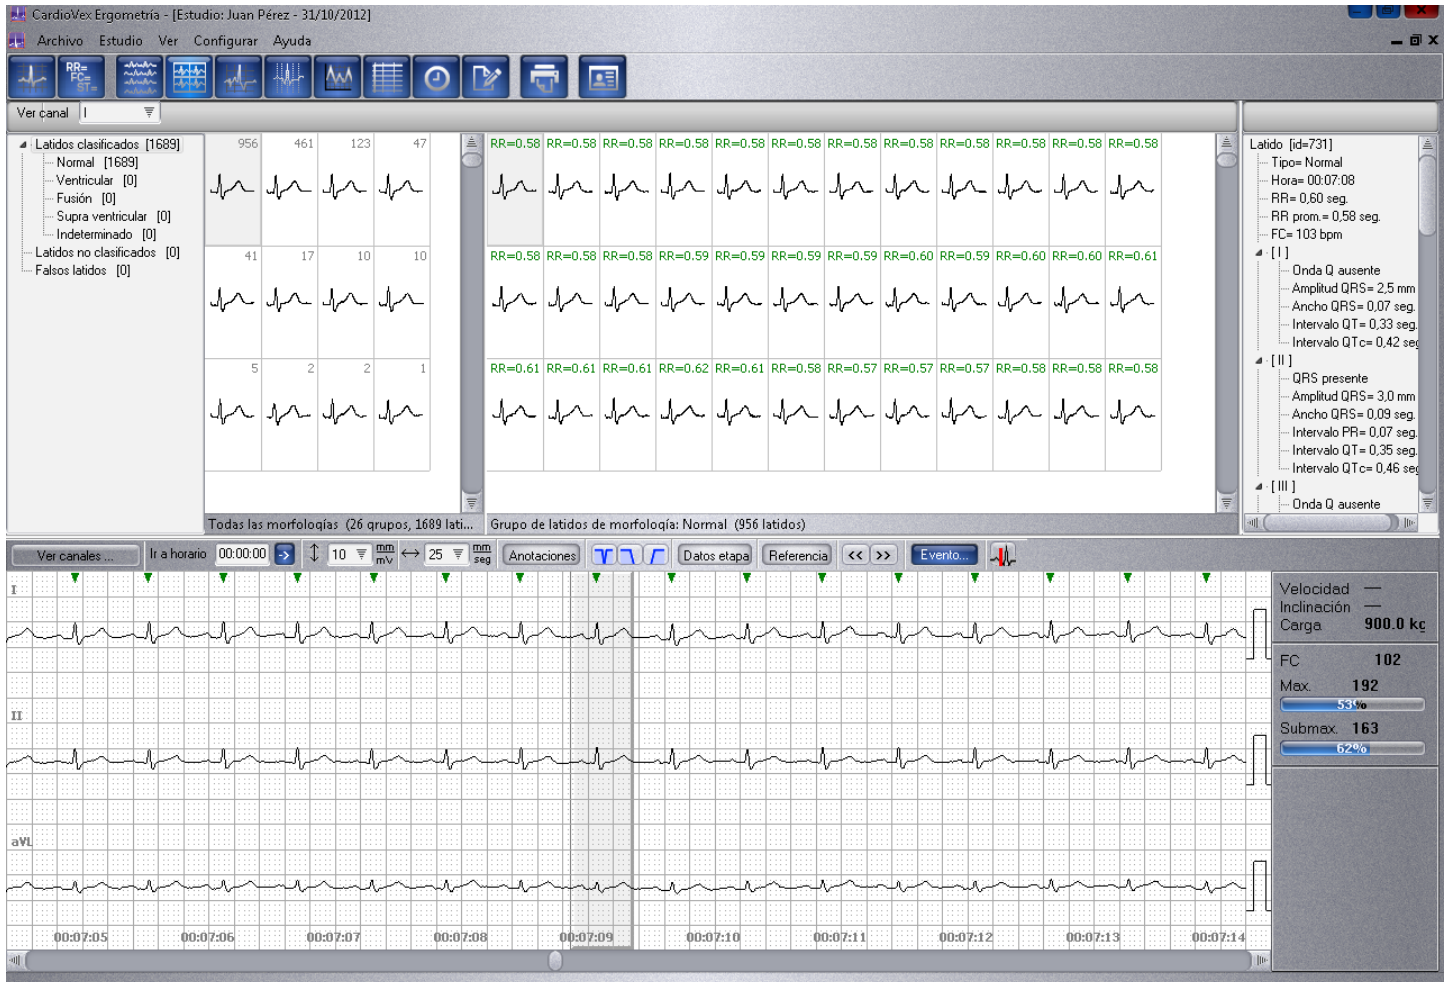 CardioVex Ergometría - [Estudio: Juan Pérez - 31/10/2012]
Archivo Estudio Ver Configurar Ayuda
RR=
FC=
ST=
Ver canal I
Latidos clasificados [1689]
Normal [1689]
Ventricular [0]
Fusión [0]
Supra ventricular [0]
Indeterminado [0]
Latidos no clasificados [0]
Falsos latidos [0]
956 461 123 47
41 17 10 10
5 2 2 1
Todas las morfologías (26 grupos, 1689 lati...
RR=0.58 RR=0.58 RR=0.58 RR=0.58 RR=0.58 RR=0.58 RR=0.58 RR=0.58 RR=0.58 RR=0.58 RR=0.58 RR=0.58
RR=0.58 RR=0.58 RR=0.58 RR=0.58 RR=0.59 RR=0.59 RR=0.59 RR=0.60 RR=0.59 RR=0.60 RR=0.60 RR=0.61
RR=0.61 RR=0.61 RR=0.61 RR=0.62 RR=0.61 RR=0.58 RR=0.57 RR=0.57 RR=0.57 RR=0.58 RR=0.58 RR=0.58
Grupo de latidos de morfología: Normal (956 latidos)
Latido [id=731]
Tipo= Normal
Hora= 00:07:08
RR= 0,60 seg.
RR prom.= 0,58 seg.
FC= 103 bpm
[ I ]
Onda Q ausente
Amplitud QRS= 2,5 mm
Ancho QRS= 0,07 seg.
Intervalo QT= 0,33 seg.
Intervalo QTc= 0,42 seg
[ II ]
QRS presente
Amplitud QRS= 3,0 mm
Ancho QRS= 0,09 seg.
Intervalo PR= 0,07 seg.
Intervalo QT= 0,35 seg.
Intervalo QTc= 0,46 seg
[ III ]
Onda Q ausente
Ver canales ... Ir a horario 00:00:00 10 mm/mV 25 mm/seg Anotaciones Datos etapa Referencia << >> Evento...
I
II
aVL
00:07:05 00:07:06 00:07:07 00:07:08 00:07:09 00:07:10 00:07:11 00:07:12 00:07:13 00:07:14
Velocidad —
Inclinación —
Carga 900.0 kg
FC 102
Max. 192
53%
Submax. 163
62%